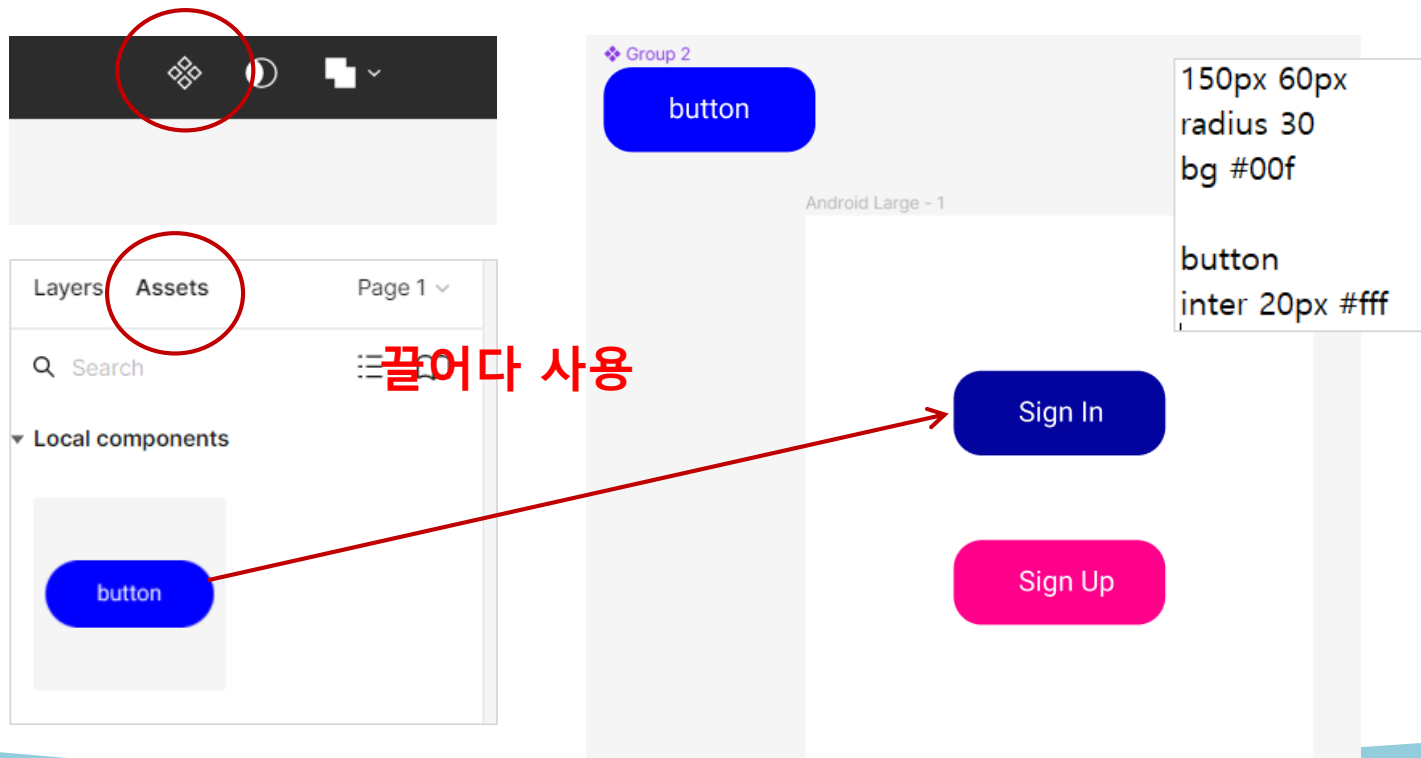 Layers Assets Page 1
Search
끌어다 사용
Local components
button
Group 2
button
Android Large - 1
Sign In
Sign Up
150px 60px
radius 30
bg #00f
button
inter 20px #fff